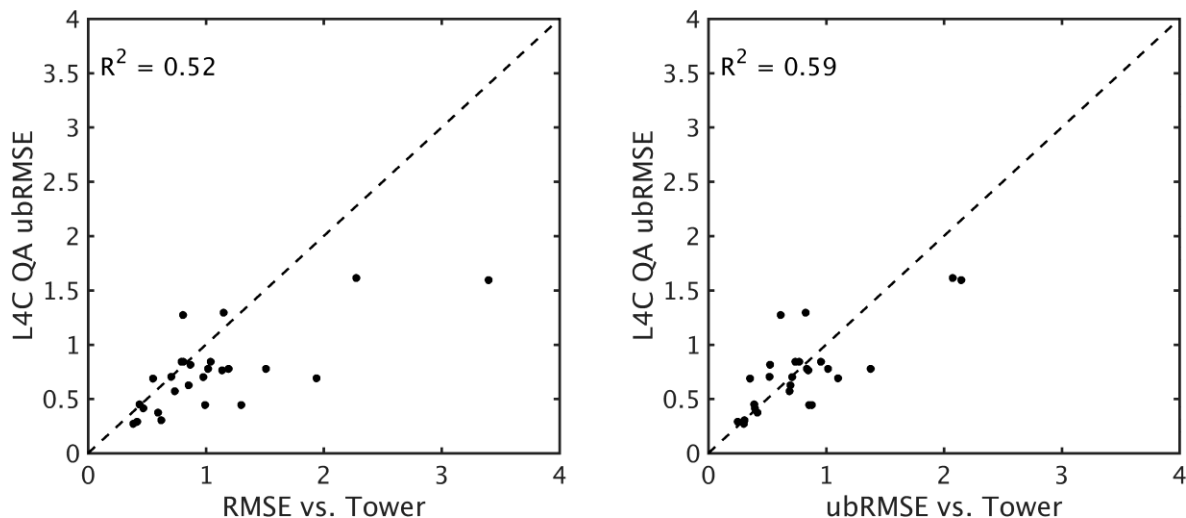 4
3.5
3
2.5
2
1.5
1
0.5
0
0 1 2 3 4
L4C QA ubRMSE
R² = 0.52
RMSE vs. Tower
4
3.5
3
2.5
2
1.5
1
0.5
0
0 1 2 3 4
L4C QA ubRMSE
R² = 0.59
ubRMSE vs. Tower